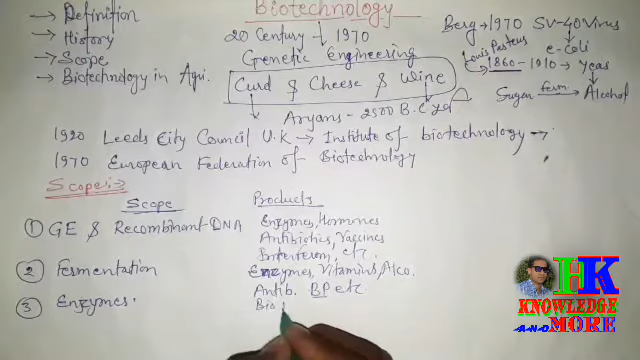 Biotechnology
→ Definition
→ History
→ Scope
→ Biotechnology in Agri.
20 Century → 1970
Genetic Engineering
Curd & Cheese & Wine
Aryans - 2500 B.C
Berg → 1970 SV-40 Virus
e-Coli
Louis Pasteur
1860 - 1910 → Yeas
Sugar ferm. → Alcohol
1920 Leeds City Council U.K → Institute of biotechnology →
1970 European Federation of Biotechnology
Scope :→
Scope Products
① GE & Recombinant-DNA Enzymes, Hormones
Antibiotics, Vaccines
Interferon, etc.
② Fermentation Enzymes, Vitamins, Alco.
Antib. BP etc
③ Enzymes. Bio
HK
KNOWLEDGE
AND MORE